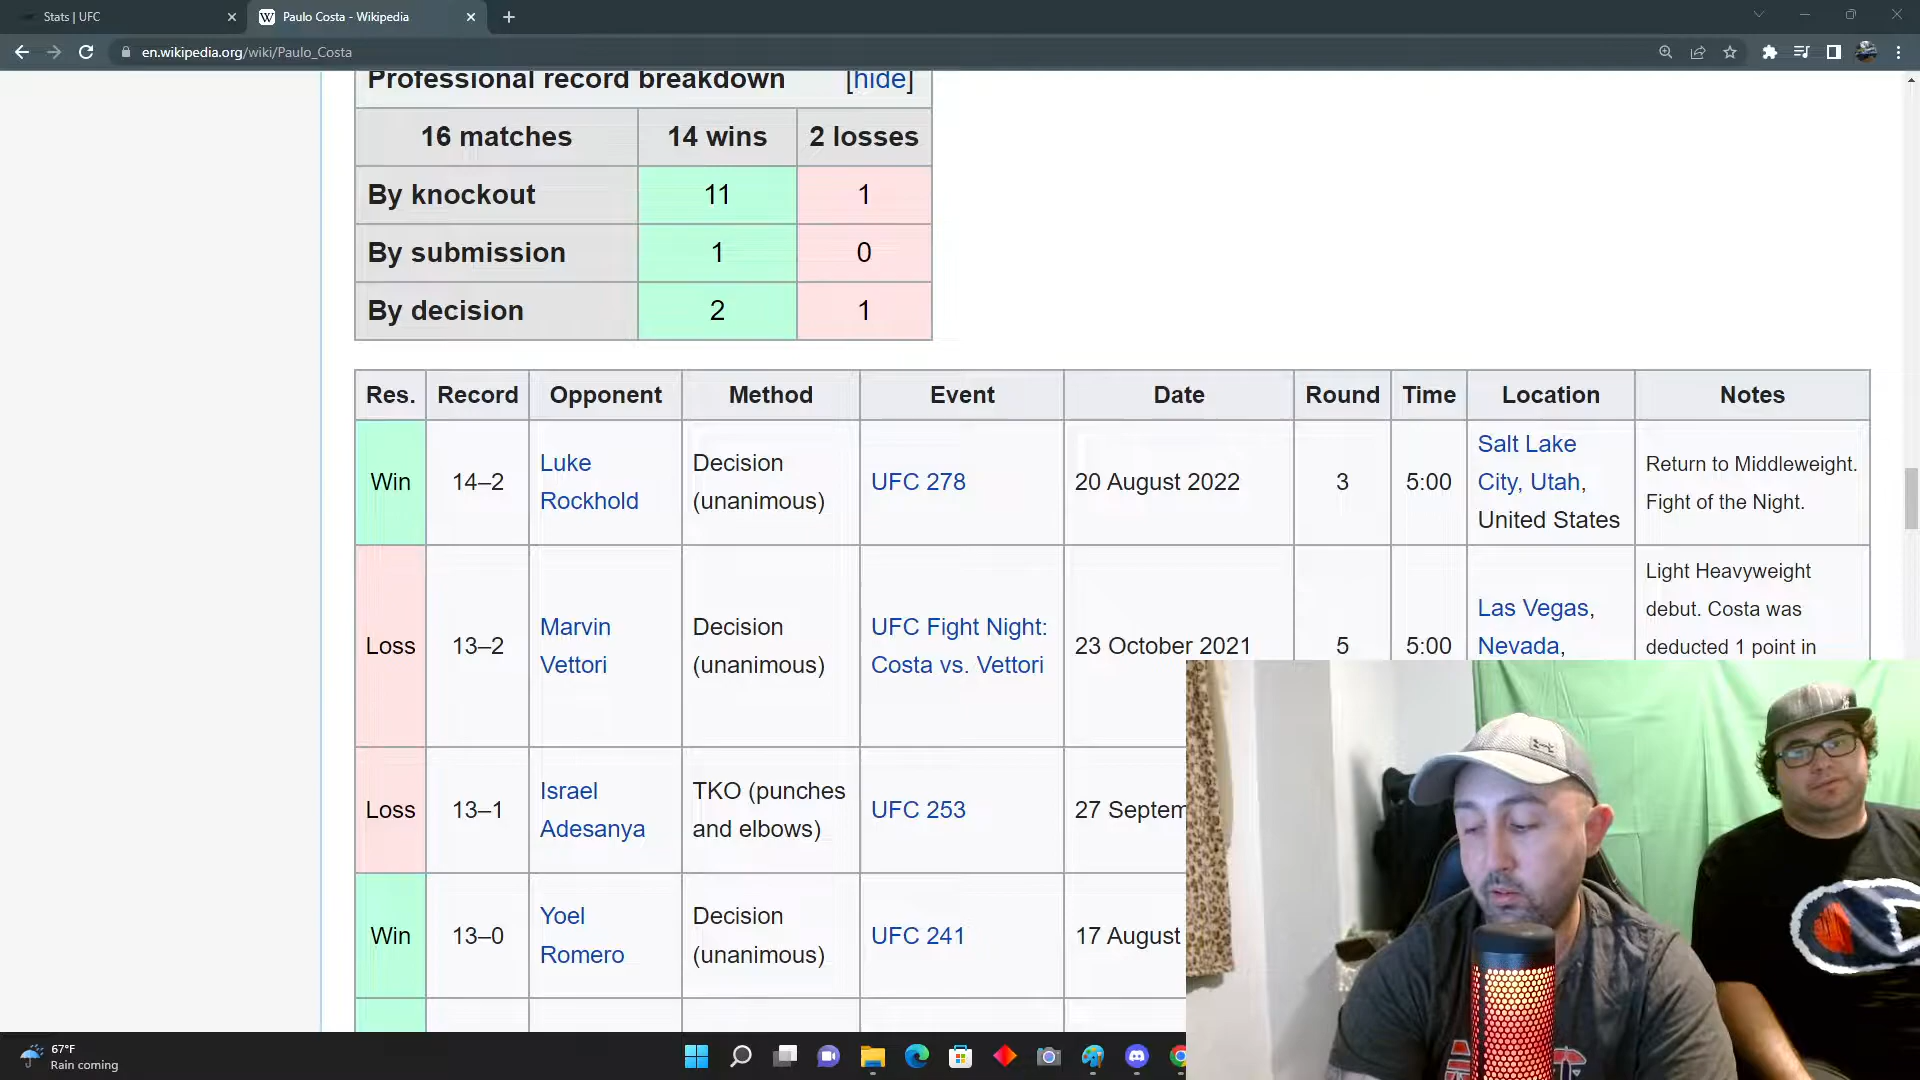 Stats | UFC
Paulo Costa - Wikipedia
en.wikipedia.org/wiki/Paulo_Costa
Professional record breakdown [hide]
16 matches 14 wins 2 losses
By knockout 11 1
By submission 1 0
By decision 2 1
Res. Record Opponent Method Event Date Round Time Location Notes
Win 14–2 Luke Rockhold Decision (unanimous) UFC 278 20 August 2022 3 5:00 Salt Lake City, Utah, United States Return to Middleweight. Fight of the Night.
Loss 13–2 Marvin Vettori Decision (unanimous) UFC Fight Night: Costa vs. Vettori 23 October 2021 5 5:00 Las Vegas, Nevada, Light Heavyweight debut. Costa was deducted 1 point in
Loss 13–1 Israel Adesanya TKO (punches and elbows) UFC 253 27 Septem
Win 13–0 Yoel Romero Decision (unanimous) UFC 241 17 August
67°F
Rain coming